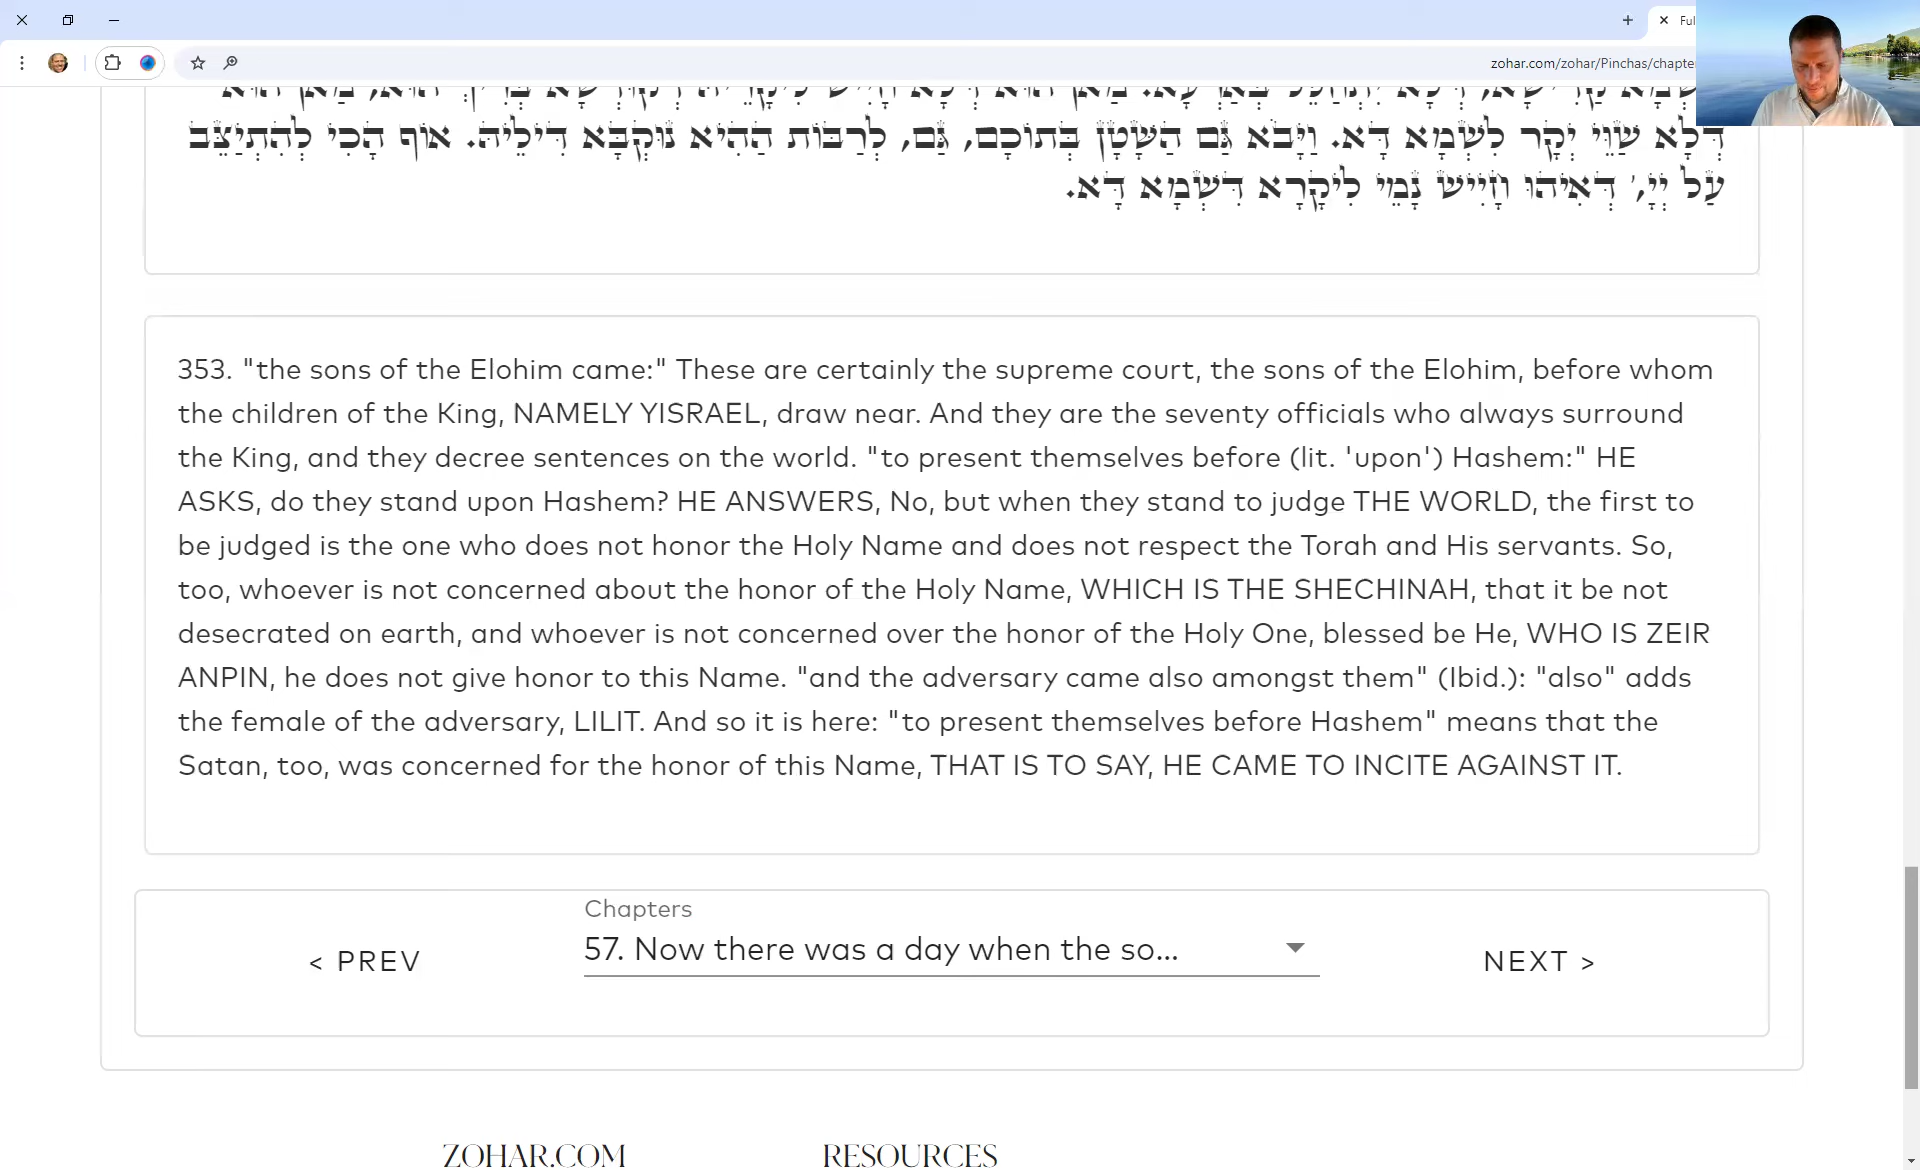 Ful
zohar.com/zohar/Pinchas/chapte
דְּלָא שַׁוֵּי יְקָר לִשְׁמָא דָּא. וַיָּבֹא גַּם הַשָּׂטָן בְּתוֹכָם, גַּם, לְרַבּוֹת הַהִיא נוּקְבָּא דִּילֵיהּ. אוֹף הָכִי לְהִתְיַצֵּב
עַל יְיָ,' דְּאִיהוּ חָיִישׁ נָמֵי לִיקָרָא דִּשְׁמָא דָּא.
353. "the sons of the Elohim came:" These are certainly the supreme court, the sons of the Elohim, before whom
the children of the King, NAMELY YISRAEL, draw near. And they are the seventy officials who always surround
the King, and they decree sentences on the world. "to present themselves before (lit. 'upon') Hashem:" HE
ASKS, do they stand upon Hashem? HE ANSWERS, No, but when they stand to judge THE WORLD, the first to
be judged is the one who does not honor the Holy Name and does not respect the Torah and His servants. So,
too, whoever is not concerned about the honor of the Holy Name, WHICH IS THE SHECHINAH, that it be not
desecrated on earth, and whoever is not concerned over the honor of the Holy One, blessed be He, WHO IS ZEIR
ANPIN, he does not give honor to this Name. "and the adversary came also amongst them" (Ibid.): "also" adds
the female of the adversary, LILIT. And so it is here: "to present themselves before Hashem" means that the
Satan, too, was concerned for the honor of this Name, THAT IS TO SAY, HE CAME TO INCITE AGAINST IT.
Chapters
< PREV
57. Now there was a day when the so...
NEXT >
ZOHAR.COM
RESOURCES